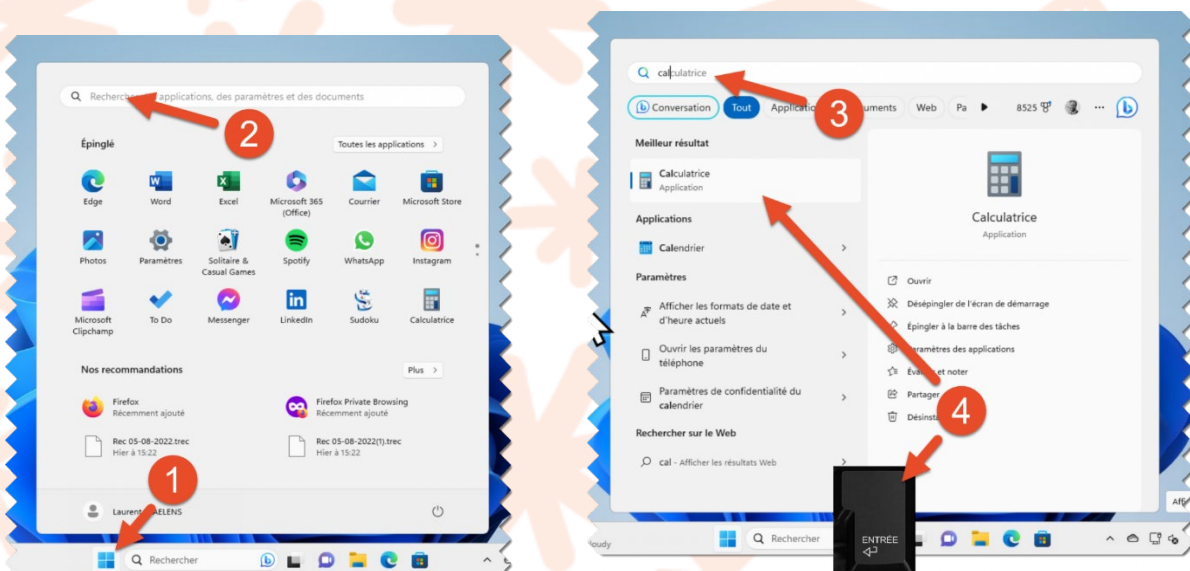 Rechercher applications, des paramètres et des documents
2
Épinglé
Toutes les applications >
Edge
Word
Excel
Microsoft 365
(Office)
Courrier
Microsoft Store
Photos
Paramètres
Solitaire &
Casual Games
Spotify
WhatsApp
Instagram
Microsoft
Clipchamp
To Do
Messenger
LinkedIn
Sudoku
Calculatrice
Nos recommandations
Plus >
Firefox
Récemment ajouté
Firefox Private Browsing
Récemment ajouté
Rec 05-08-2022.trec
Hier à 15:22
Rec 05-08-2022(1).trec
Hier à 15:22
1
Laurent
Rechercher
calculatrice
3
Conversation
Tout
Web
Pa
8525
...
Meilleur résultat
Calculatrice
Application
Applications
Calendrier
Paramètres
Afficher les formats de date et
d'heure actuels
Ouvrir les paramètres du
téléphone
Paramètres de confidentialité du
calendrier
Rechercher sur le Web
cal - Afficher les résultats Web
Calculatrice
Application
Ouvrir
Désépingler de l'écran de démarrage
Épingler à la barre des tâches
Paramètres des applications
et noter
Partager
4
ENTRÉE
Rechercher
loudy